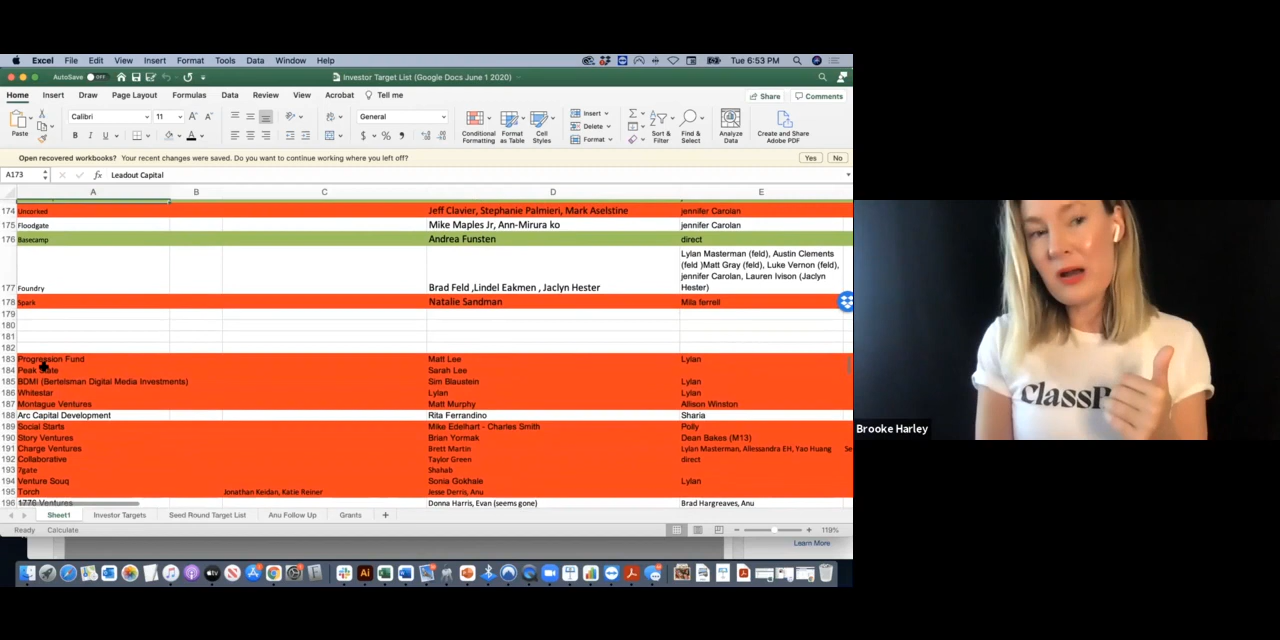 Excel File Edit View Insert Format Tools Data Window Help Tue 6:53 PM
AutoSave OFF Investor Target List (Google Docs June 1 2020)
Home Insert Draw Page Layout Formulas Data Review View Acrobat Tell me Share Comments
Paste Calibri 11 General Conditional Formatting Format as Table Cell Styles Insert Delete Format Sort & Filter Find & Select Analyze Data Create and Share Adobe PDF
Open recovered workbooks? Your recent changes were saved. Do you want to continue working where you left off? Yes No
A173 fx Leadout Capital
A B C D E
174 Uncorked Jeff Clavier, Stephanie Palmieri, Mark Aselstine jennifer Carolan
175 Floodgate Mike Maples Jr, Ann-Mirura ko jennifer Carolan
176 Basecamp Andrea Funsten direct
177 Foundry Brad Feld ,Lindel Eakmen , Jaclyn Hester Lylan Masterman (feld), Austin Clements
(feld )Matt Gray (feld), Luke Vernon (feld),
jennifer Carolan, Lauren Ivison (Jaclyn
Hester)
178 Spark Natalie Sandman Mila ferrell
179
180
181
182
183 Progression Fund Matt Lee Lylan
184 Peak Sarah Lee
185 BDMI (Bertelsman Digital Media Investments) Sim Blaustein Lylan
186 Whitestar Lylan Lylan
187 Montague Ventures Matt Murphy Allison Winston
188 Arc Capital Development Rita Ferrandino Sharia
189 Social Starts Mike Edelhart - Charles Smith Polly
190 Story Ventures Brian Yormak Dean Bakes (M13)
191 Charge Ventures Brett Martin Lylan Masterman, Allessandra EH, Yao Huang Se
192 Collaborative Taylor Green direct
193 7gate Shahab
194 Venture Souq Sonia Gokhale Lylan
195 Torch Jonathan Keidan, Katie Reiner Jesse Derris, Anu
196 1776 Ventures Donna Harris, Evan (seems gone) Brad Hargreaves, Anu
Sheet1 Investor Targets Seed Round Target List Anu Follow Up Grants
Ready Calculate 119%
Learn More
ClassP
Brooke Harley